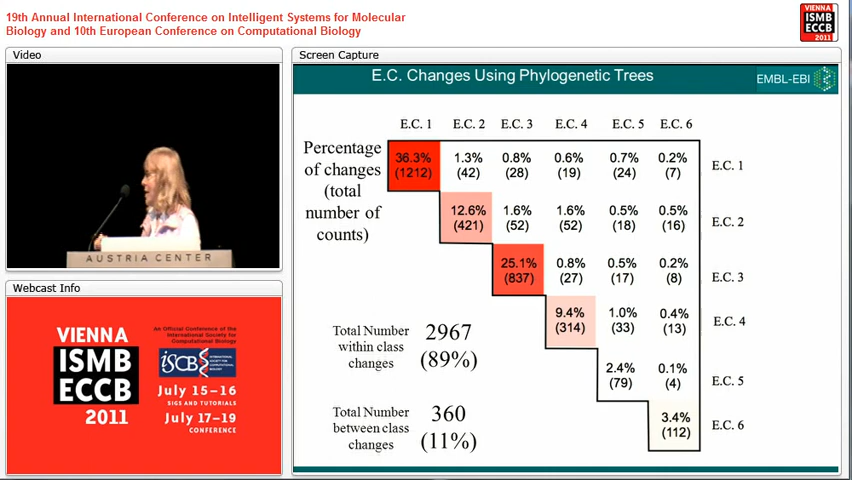 19th Annual International Conference on Intelligent Systems for Molecular
Biology and 10th European Conference on Computational Biology
VIENNA
ISMB
ECCB
2011
Video
AUSTRIA CENTER
Webcast Info
VIENNA
ISMB
ECCB
2011
An Official Conference of the
International Society for
Computational Biology
ISCB
INTERNATIONAL
SOCIETY FOR
COMPUTATIONAL
BIOLOGY
July 15–16
SIGS AND TUTORIALS
July 17–19
CONFERENCE
Screen Capture
E.C. Changes Using Phylogenetic Trees
EMBL-EBI
E.C. 1 E.C. 2 E.C. 3 E.C. 4 E.C. 5 E.C. 6
Percentage
of changes
(total
number of
counts)
36.3% 1.3% 0.8% 0.6% 0.7% 0.2% E.C. 1
(1212) (42) (28) (19) (24) (7)
12.6% 1.6% 1.6% 0.5% 0.5% E.C. 2
(421) (52) (52) (18) (16)
25.1% 0.8% 0.5% 0.2% E.C. 3
(837) (27) (17) (8)
9.4% 1.0% 0.4% E.C. 4
(314) (33) (13)
2.4% 0.1% E.C. 5
(79) (4)
3.4% E.C. 6
(112)
Total Number
within class
changes
2967
(89%)
Total Number
between class
changes
360
(11%)